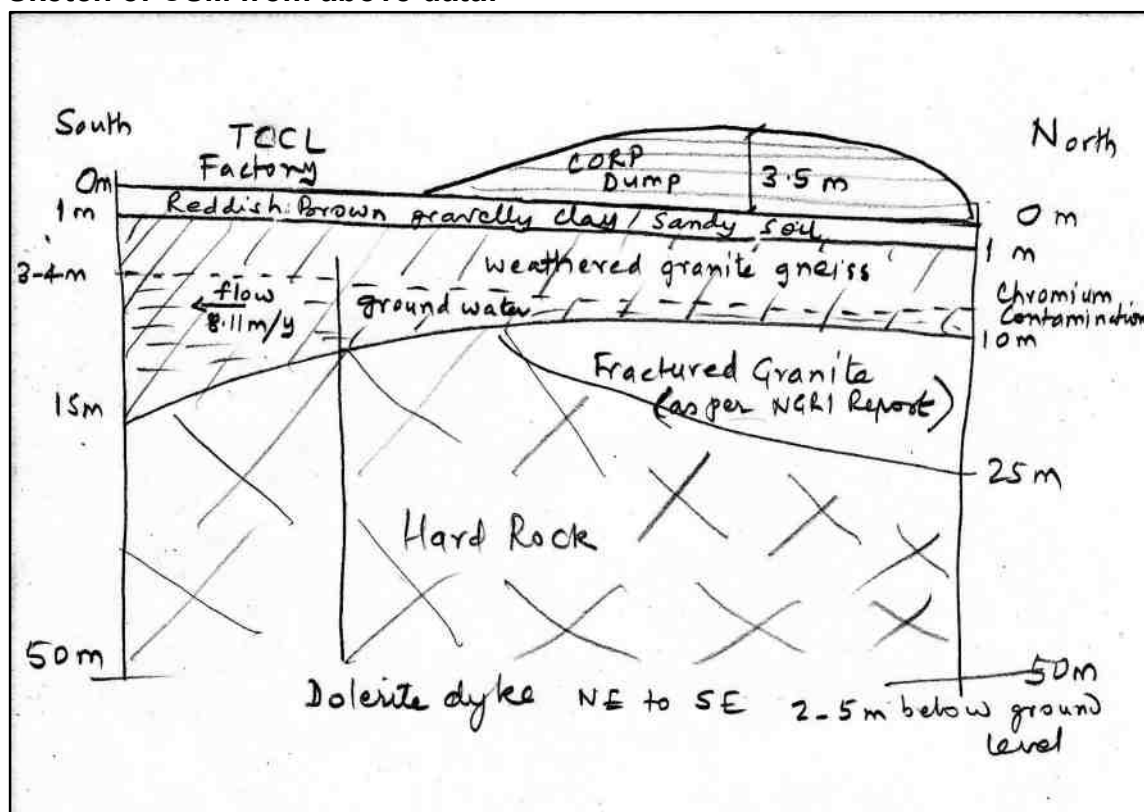 Sketch of CSM from above data:
South
North
TCCL
Factory
CORP
DUMP
3.5 m
0m
0 m
1 m
Reddish Brown gravelly clay / Sandy Soil
1 m
3-4m
weathered granite gneiss
flow
8.11m/y
ground water
Chromium
Contamination
10m
Fractured Granite
(as per NGRI Report)
15m
25 m
Hard Rock
50m
50m
Dolerite dyke NE to SE
2-5m below ground
level